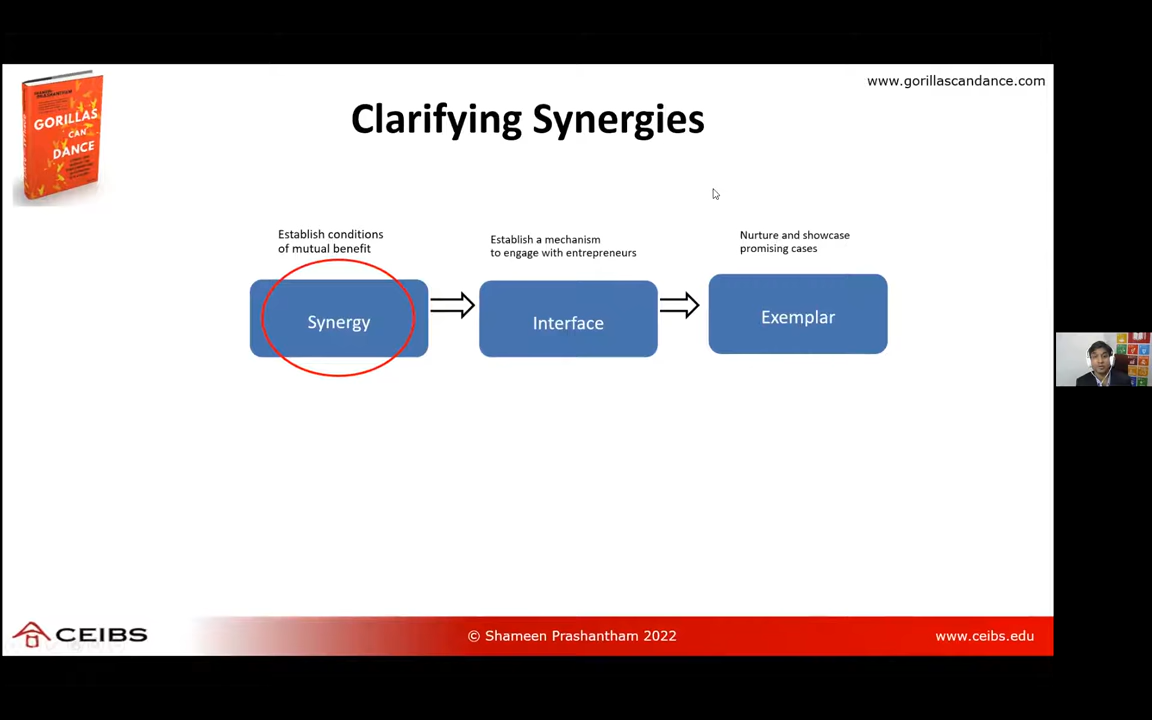 www.gorillascandance.com
GORILLAS
CAN
DANCE
Clarifying Synergies
Establish conditions
of mutual benefit
Establish a mechanism
to engage with entrepreneurs
Nurture and showcase
promising cases
Synergy
Interface
Exemplar
CEIBS
© Shameen Prashantham 2022
www.ceibs.edu